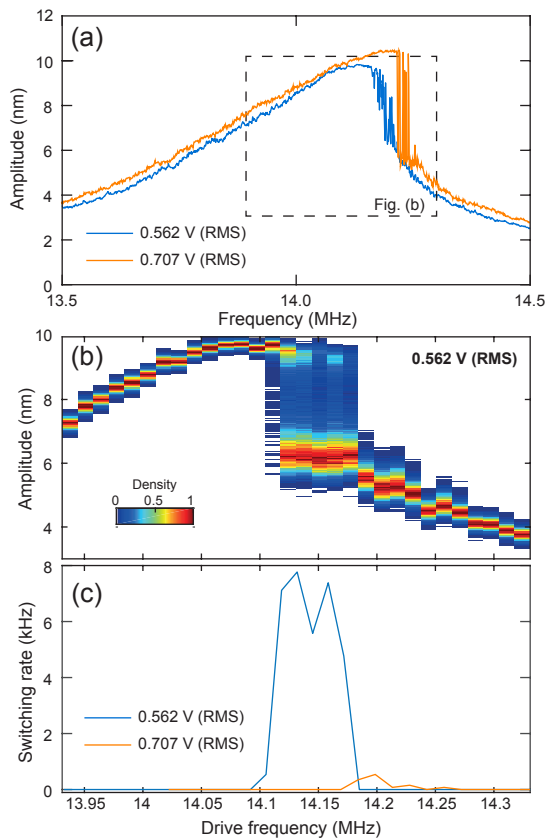 (a)
12
10
8
6
4
2
0
Amplitude (nm)
Fig. (b)
0.562 V (RMS)
0.707 V (RMS)
13.5
14.0
14.5
Frequency (MHz)
(b)
0.562 V (RMS)
10
8
6
4
Amplitude (nm)
Density
0 0.5 1
(c)
8
6
4
2
0
Switching rate (kHz)
0.562 V (RMS)
0.707 V (RMS)
13.95 14 14.05 14.1 14.15 14.2 14.25 14.3
Drive frequency (MHz)